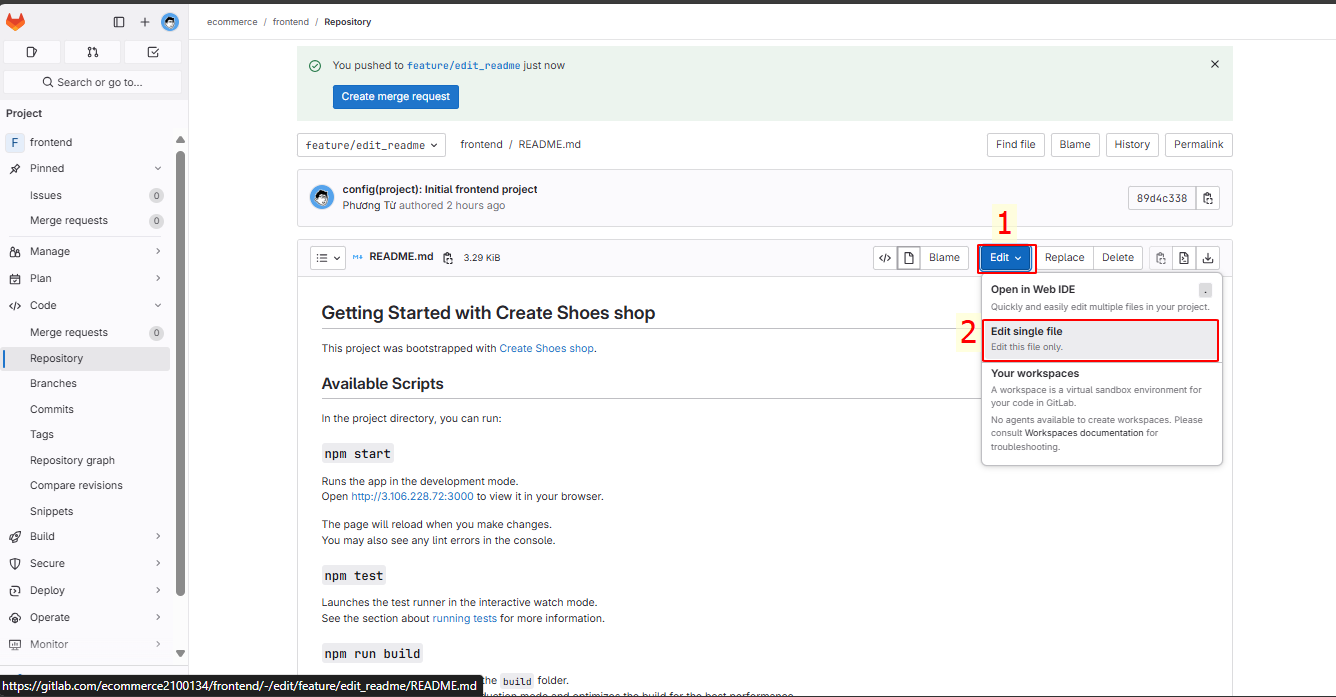 ecommerce / frontend / Repository
Search or go to...
Project
F frontend
Pinned
Issues 0
Merge requests 0
Manage
Plan
Code
Merge requests 0
Repository
Branches
Commits
Tags
Repository graph
Compare revisions
Snippets
Build
Secure
Deploy
Operate
Monitor
You pushed to feature/edit_readme just now
Create merge request
feature/edit_readme
frontend / README.md
Find file
Blame
History
Permalink
config(project): Initial frontend project
Phương Từ authored 2 hours ago
89d4c338
1
README.md 3.29 KiB
Blame
Edit
Replace
Delete
Open in Web IDE .
Quickly and easily edit multiple files in your project.
2
Edit single file
Edit this file only.
Your workspaces
A workspace is a virtual sandbox environment for
your code in GitLab.
No agents available to create workspaces. Please
consult Workspaces documentation for
troubleshooting.
Getting Started with Create Shoes shop
This project was bootstrapped with Create Shoes shop.
Available Scripts
In the project directory, you can run:
npm start
Runs the app in the development mode.
Open http://3.106.228.72:3000 to view it in your browser.
The page will reload when you make changes.
You may also see any lint errors in the console.
npm test
Launches the test runner in the interactive watch mode.
See the section about running tests for more information.
npm run build
the build folder.
mode and optimizes the build for the best performance.
https://gitlab.com/ecommerce2100134/frontend/-/edit/feature/edit_readme/README.md